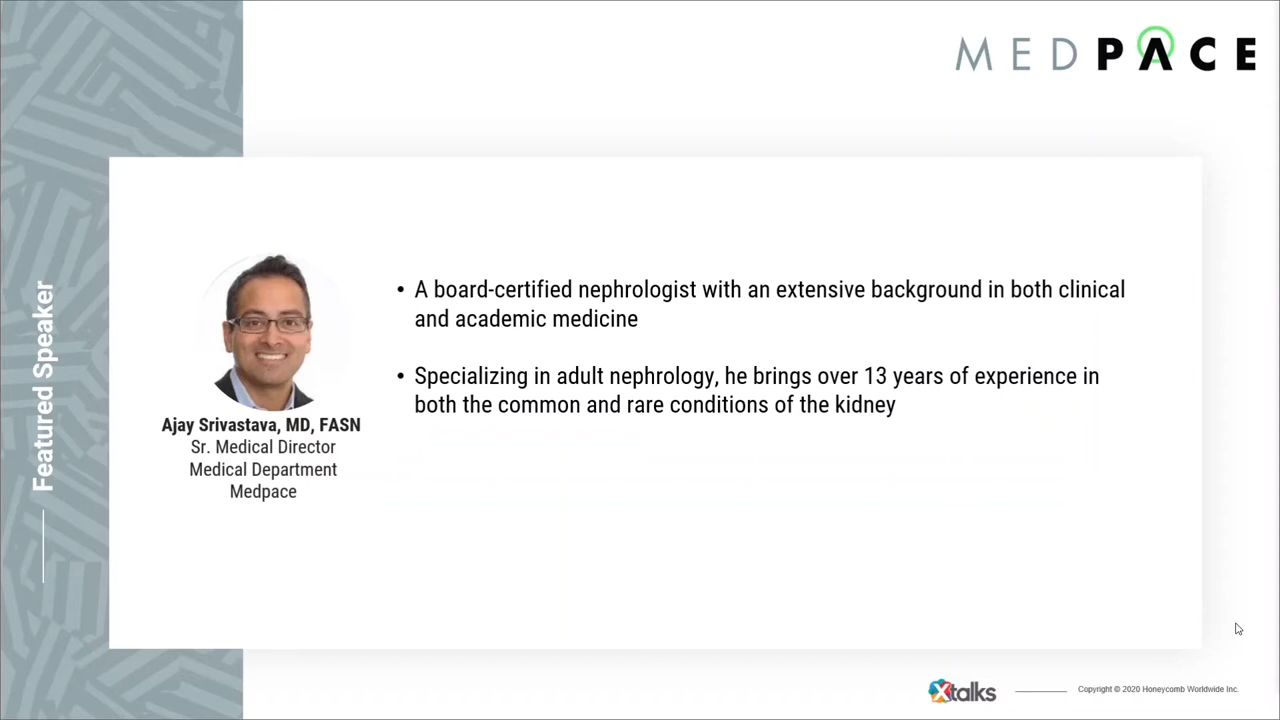 MEDPACE
Featured Speaker
• A board-certified nephrologist with an extensive background in both clinical
and academic medicine
• Specializing in adult nephrology, he brings over 13 years of experience in
both the common and rare conditions of the kidney
Ajay Srivastava, MD, FASN
Sr. Medical Director
Medical Department
Medpace
Xtalks
Copyright © 2020 Honeycomb Worldwide Inc.